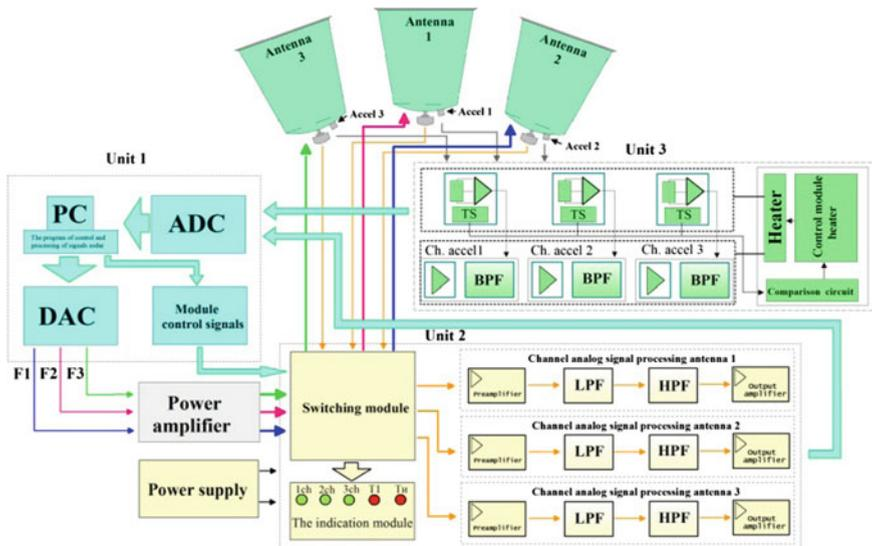 Antenna
3
Antenna
1
Antenna
2
Accel 3
Accel 1
Accel 2
Unit 1
PC
The program of control and
processing of signals sodar
ADC
DAC
Module
control signals
F1
F2
F3
Power
amplifier
Power supply
Unit 3
TS
TS
TS
Ch. accel1
BPF
Ch. accel 2
BPF
Ch. accel 3
BPF
Heater
Control module
heater
Comparison circuit
Unit 2
Switching module
1ch
2ch
3ch
T1
Tи
The indication module
Channel analog signal processing antenna 1
Preamplifier
LPF
HPF
Output
amplifier
Channel analog signal processing antenna 2
Preamplifier
LPF
HPF
Output
amplifier
Channel analog signal processing antenna 3
Preamplifier
LPF
HPF
Output
amplifier